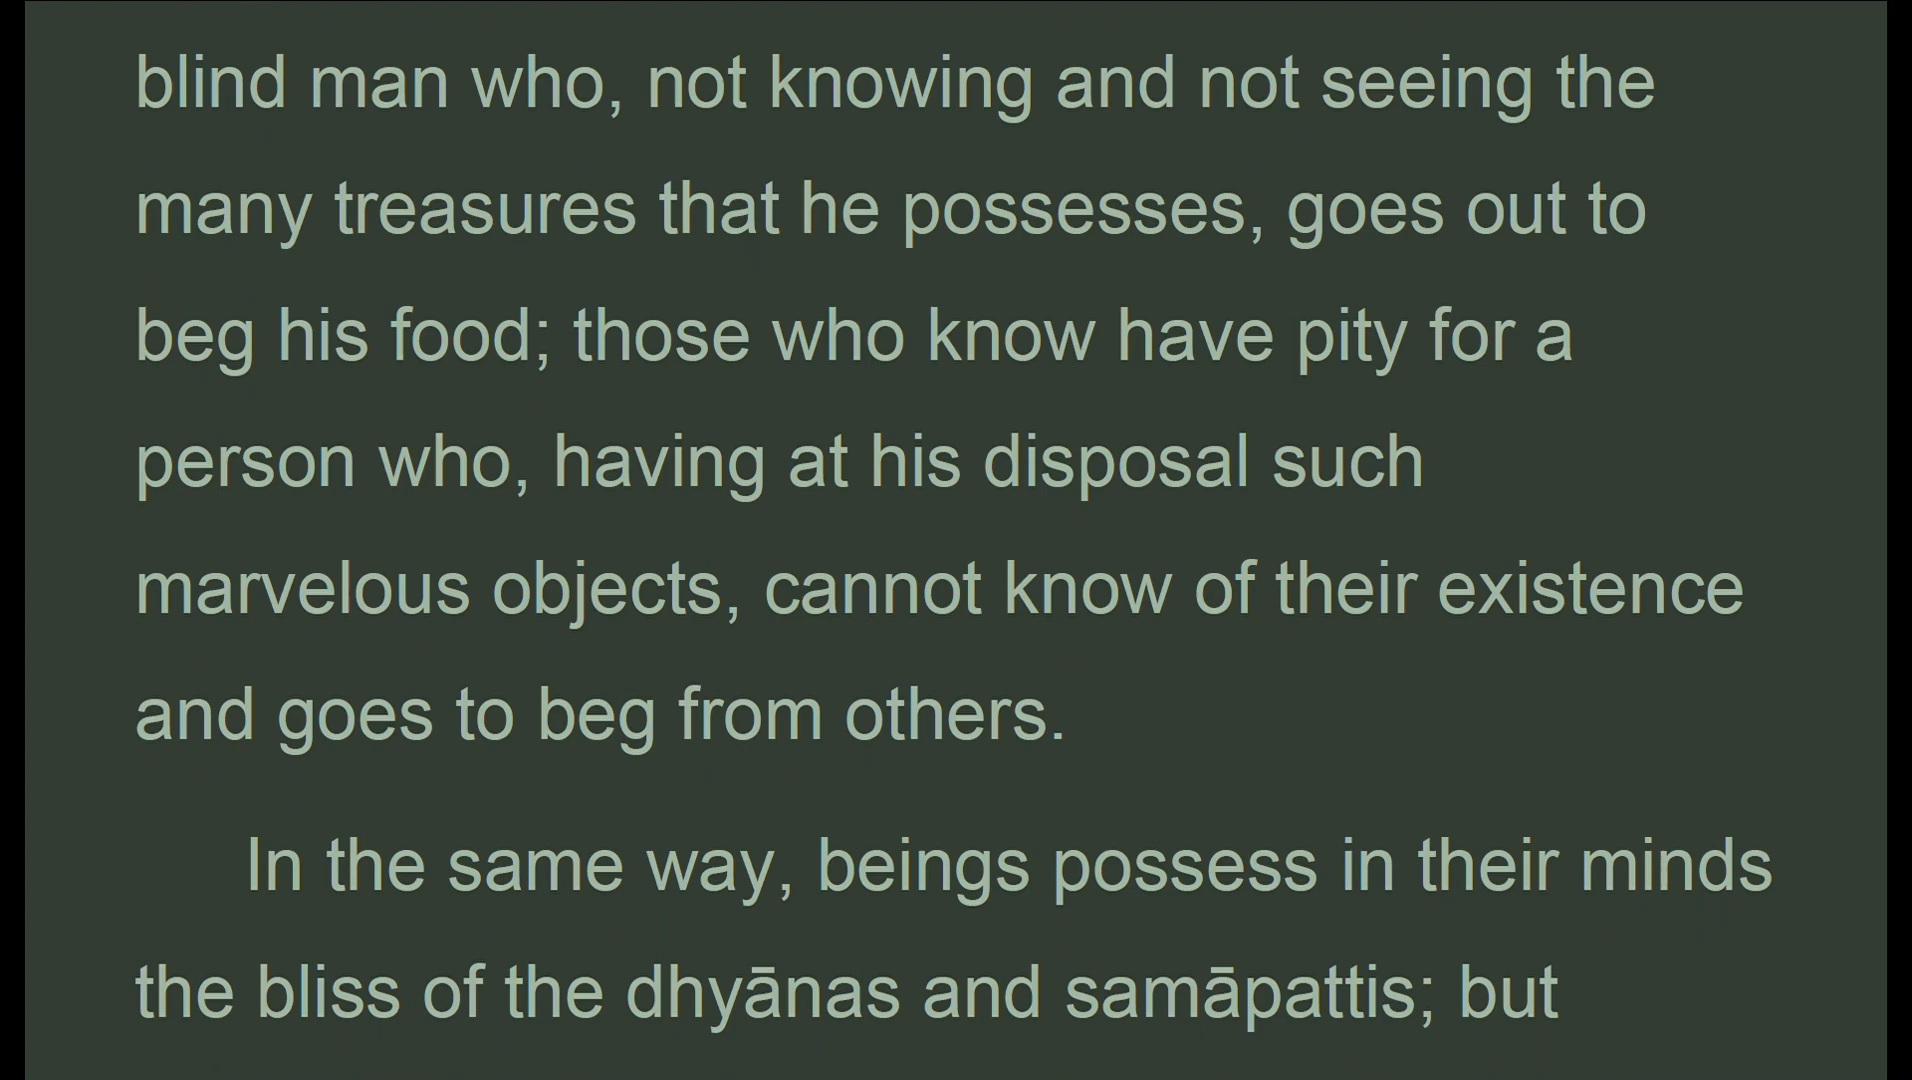 blind man who, not knowing and not seeing the
many treasures that he possesses, goes out to
beg his food; those who know have pity for a
person who, having at his disposal such
marvelous objects, cannot know of their existence
and goes to beg from others.
In the same way, beings possess in their minds
the bliss of the dhyānas and samāpattis; but